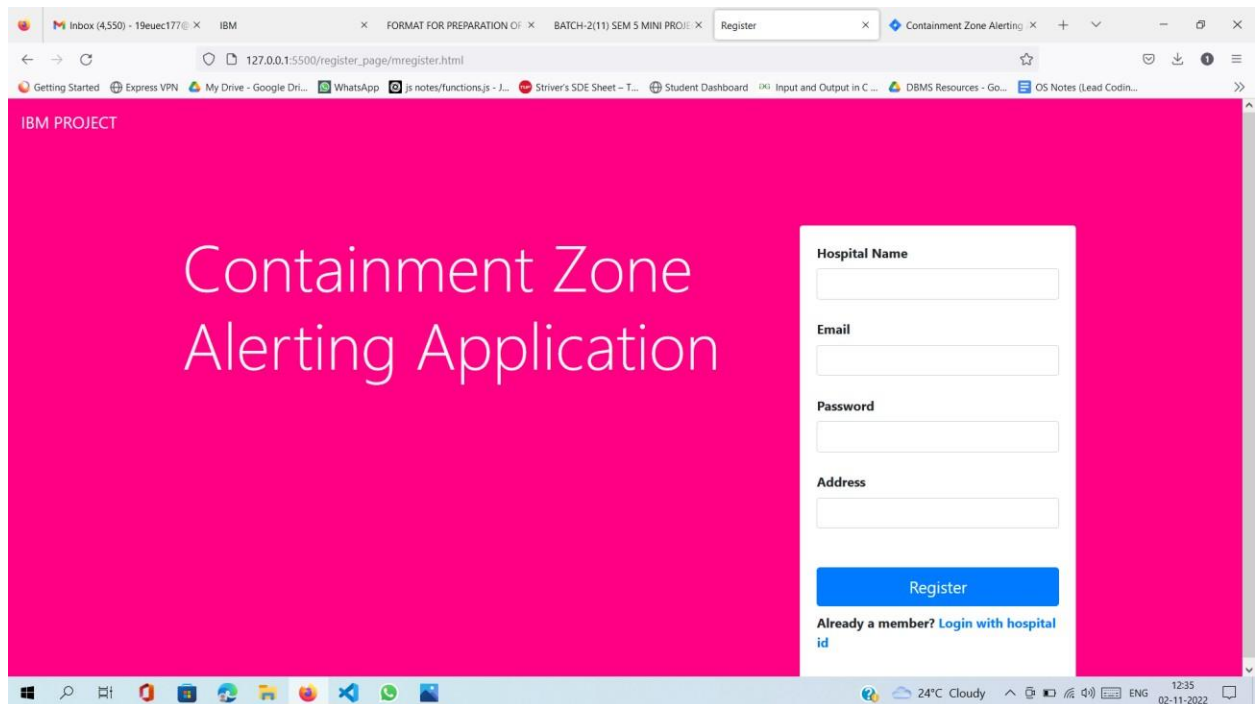 Inbox (4,550) - 19euec177@
IBM
FORMAT FOR PREPARATION OF
BATCH-2(11) SEM 5 MINI PROJE
Register
Containment Zone Alerting
127.0.0.1:5500/register_page/mregister.html
1
Getting Started
Express VPN
My Drive - Google Dri...
WhatsApp
js notes/functions.js - J...
Striver's SDE Sheet – T...
Student Dashboard
DG Input and Output in C ...
DBMS Resources - Go...
OS Notes (Lead Codin...
IBM PROJECT
Containment Zone
Alerting Application
Hospital Name
Email
Password
Address
Register
Already a member? Login with hospital
id
24°C Cloudy
ENG
12:35
02-11-2022